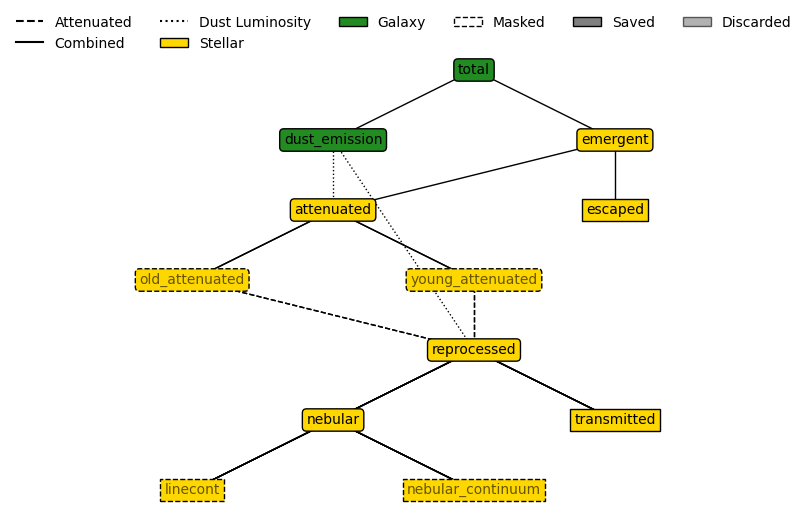 Attenuated Dust Luminosity Galaxy Masked Saved Discarded
Combined Stellar
total
dust_emission emergent
attenuated escaped
old_attenuated young_attenuated
reprocessed
nebular transmitted
linecont nebular_continuum